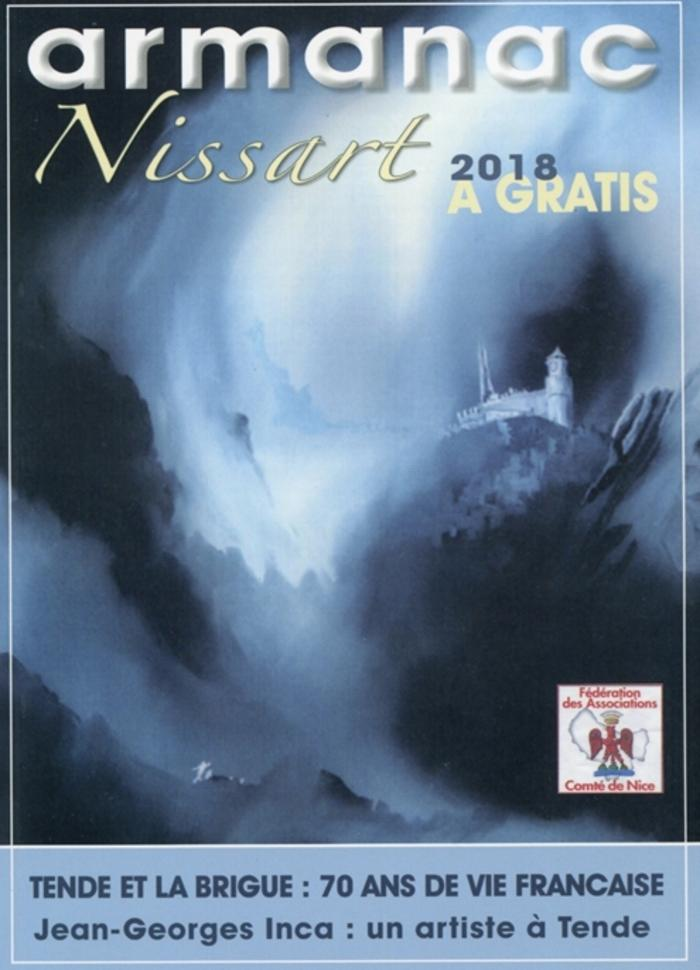 armanac
Nissart
2018
A GRATIS
Fédération
des Associations
Comté de Nice
TENDE ET LA BRIGUE : 70 ANS DE VIE FRANCAISE
Jean-Georges Inca : un artiste à Tende